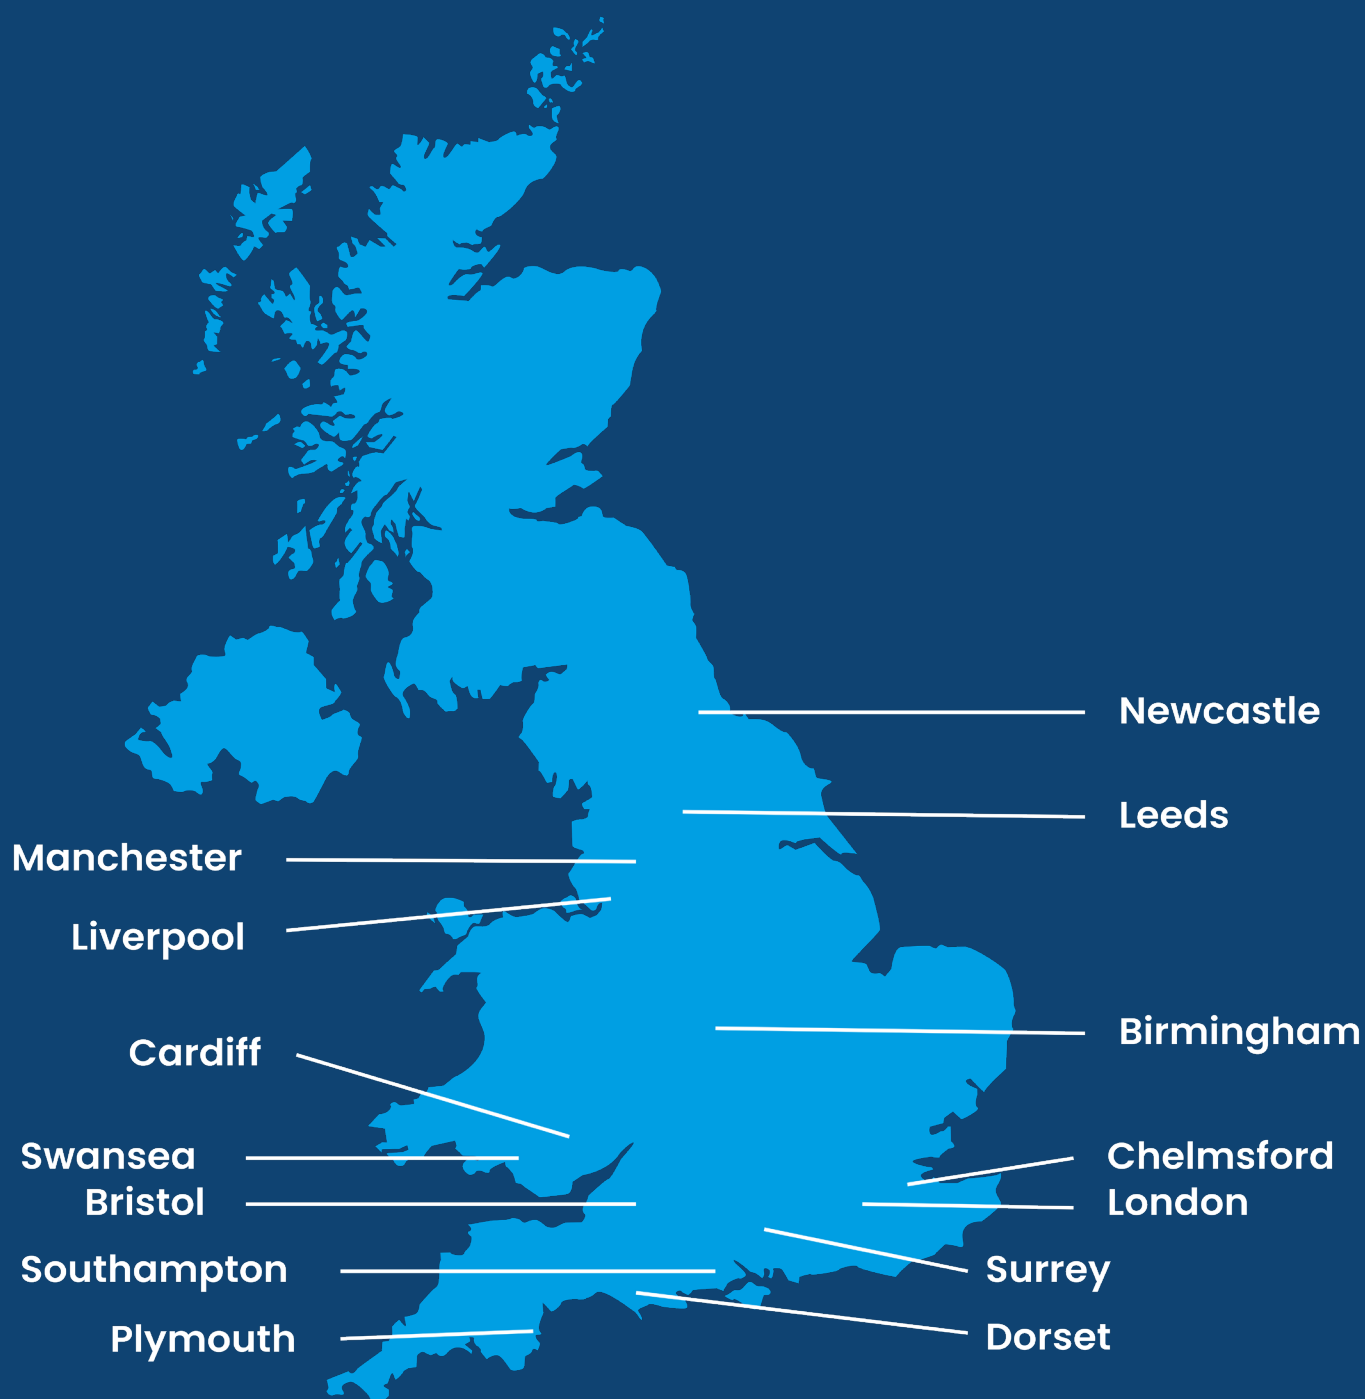 Newcastle
Leeds
Manchester
Liverpool
Birmingham
Cardiff
Swansea
Chelmsford
Bristol
London
Southampton
Surrey
Plymouth
Dorset